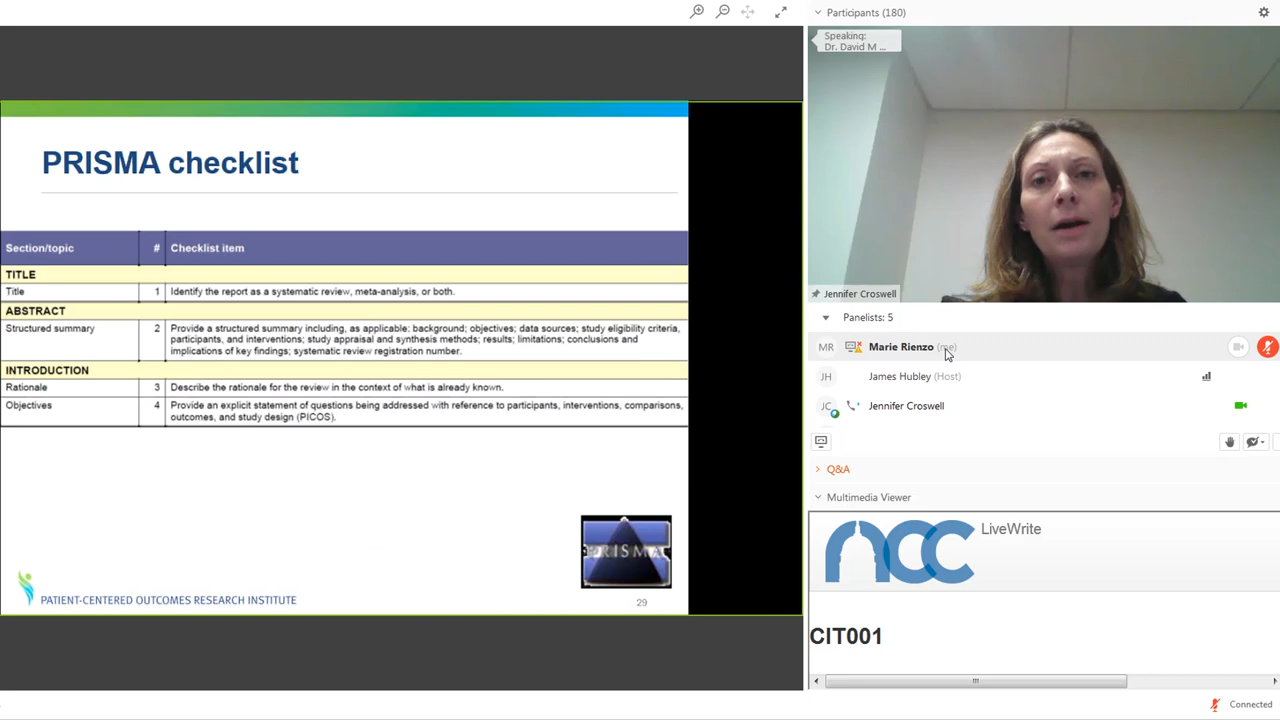 PRISMA checklist
Section/topic # Checklist item
TITLE
Title 1 Identify the report as a systematic review, meta-analysis, or both.
ABSTRACT
Structured summary 2 Provide a structured summary including, as applicable: background; objectives; data sources; study eligibility criteria,
participants, and interventions; study appraisal and synthesis methods; results; limitations; conclusions and
implications of key findings; systematic review registration number.
INTRODUCTION
Rationale 3 Describe the rationale for the review in the context of what is already known.
Objectives 4 Provide an explicit statement of questions being addressed with reference to participants, interventions, comparisons,
outcomes, and study design (PICOS).
PRISMA
PATIENT-CENTERED OUTCOMES RESEARCH INSTITUTE
29
Participants (180)
Speaking:
Dr. David M ...
Jennifer Croswell
Panelists: 5
MR Marie Rienzo (me)
JH James Hubley (Host)
JC Jennifer Croswell
Q&A
Multimedia Viewer
ACC LiveWrite
CIT001
Connected